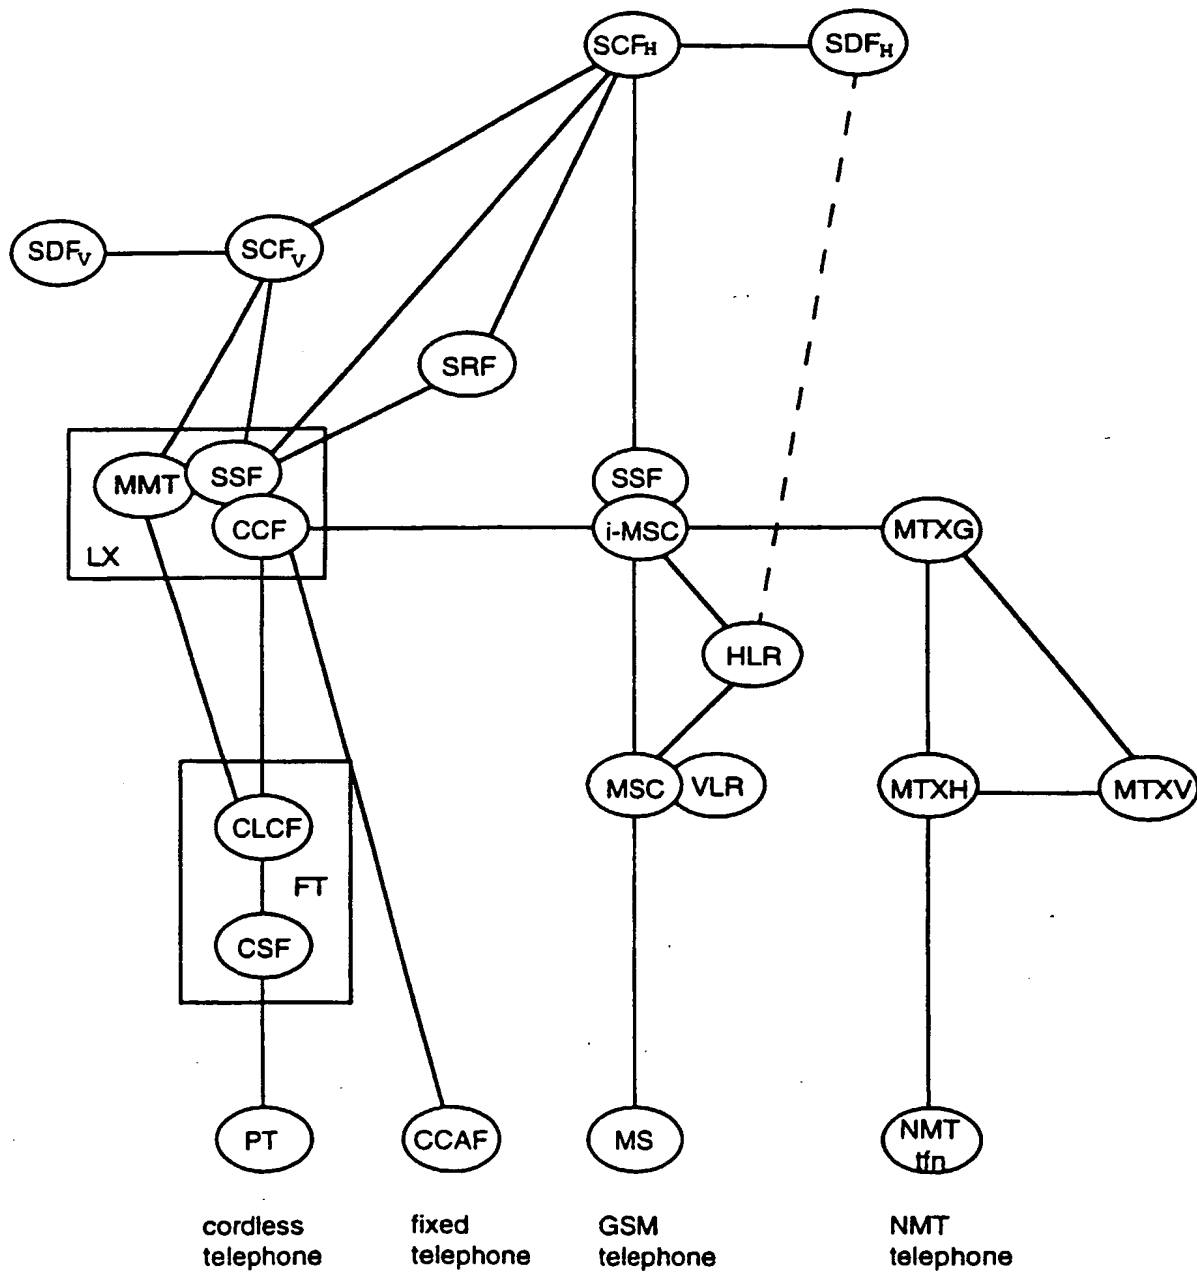 SCFH
SDFH
SDFV
SCFV
SRF
MMT
SSF
SSF
CCF
i-MSC
MTXG
LX
HLR
MSC
VLR
MTXH
MTXV
CLCF
FT
CSF
PT
CCAF
MS
NMT
tfn
cordless
telephone
fixed
telephone
GSM
telephone
NMT
telephone